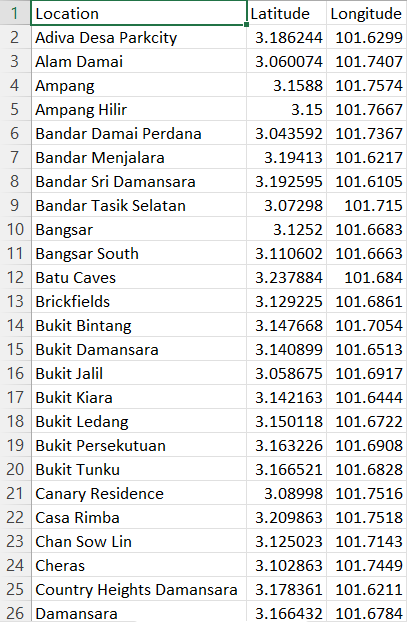 1 Location Latitude Longitude
2 Adiva Desa Parkcity 3.186244 101.6299
3 Alam Damai 3.060074 101.7407
4 Ampang 3.1588 101.7574
5 Ampang Hilir 3.15 101.7667
6 Bandar Damai Perdana 3.043592 101.7367
7 Bandar Menjalara 3.19413 101.6217
8 Bandar Sri Damansara 3.192595 101.6105
9 Bandar Tasik Selatan 3.07298 101.715
10 Bangsar 3.1252 101.6683
11 Bangsar South 3.110602 101.6663
12 Batu Caves 3.237884 101.684
13 Brickfields 3.129225 101.6861
14 Bukit Bintang 3.147668 101.7054
15 Bukit Damansara 3.140899 101.6513
16 Bukit Jalil 3.058675 101.6917
17 Bukit Kiara 3.142163 101.6444
18 Bukit Ledang 3.150118 101.6722
19 Bukit Persekutuan 3.163226 101.6908
20 Bukit Tunku 3.166521 101.6828
21 Canary Residence 3.08998 101.7516
22 Casa Rimba 3.209863 101.7518
23 Chan Sow Lin 3.125023 101.7143
24 Cheras 3.102863 101.7449
25 Country Heights Damansara 3.178361 101.6211
26 Damansara 3.166432 101.6784